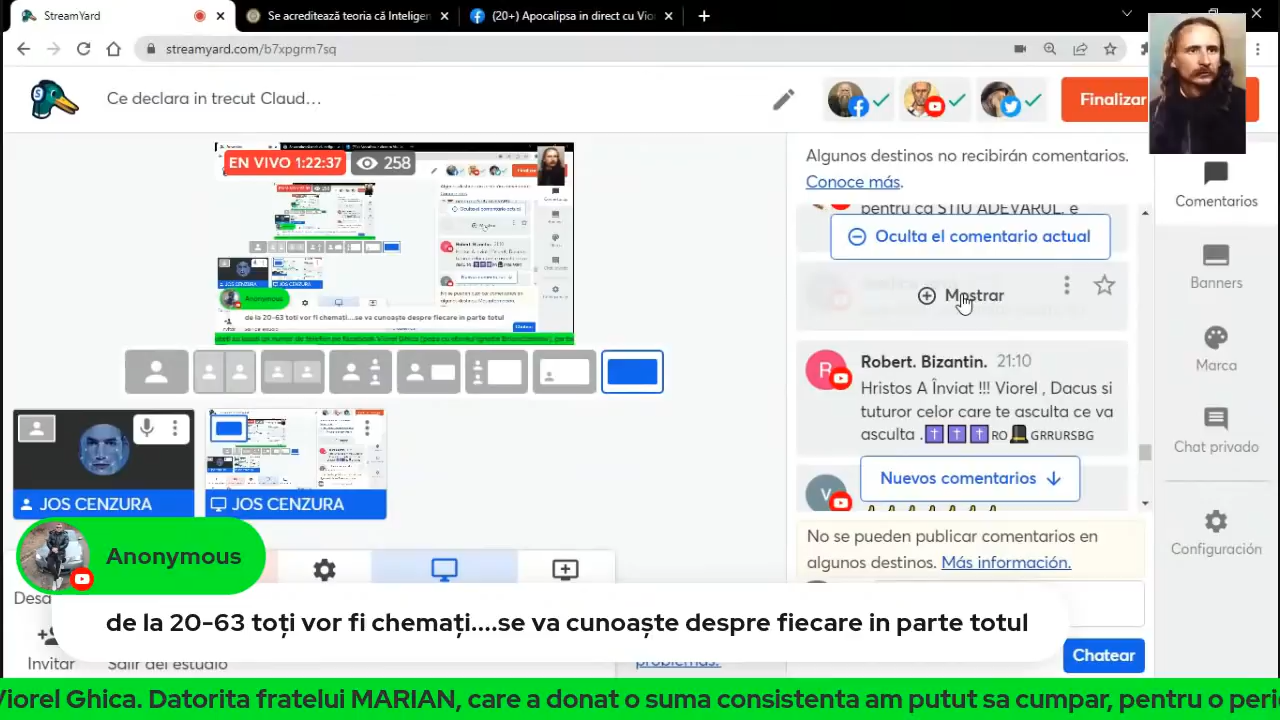 StreamYard
Se acreditează teoria că Inteligen
(20+) Apocalipsa in direct cu Vior
streamyard.com/b7xpgrm7sq
Ce declara in trecut Claud…
Finalizar
EN VIVO 1:22:37
258
Algunos destinos no recibirán comentarios.
Conoce más.
pentru ca STIU ADEVARUL, e
Oculta el comentario actual
Mostrar
Robert. Bizantin. 21:10
Hristos A Înviat !!! Viorel , Dacus si
tuturor celor care te asculta ce va
asculta .✝️✝️✝️RO🎩GRRURSBG
Nuevos comentarios
No se pueden publicar comentarios en
algunos destinos. Más información.
problemas.
Chatear
Comentarios
Banners
Marca
Chat privado
Configuración
JOS CENZURA
JOS CENZURA
Anonymous
de la 20-63 toți vor fi chemați....se va cunoaște despre fiecare in parte totul
Invitar
Salir del estudio
Viorel Ghica. Datorita fratelui MARIAN, care a donat o suma consistenta am putut sa cumpar, pentru o peri